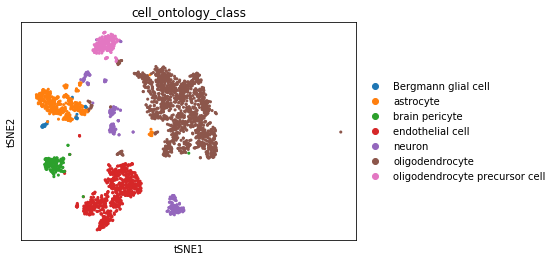 cell_ontology_class
tSNE2
tSNE1
Bergmann glial cell
astrocyte
brain pericyte
endothelial cell
neuron
oligodendrocyte
oligodendrocyte precursor cell